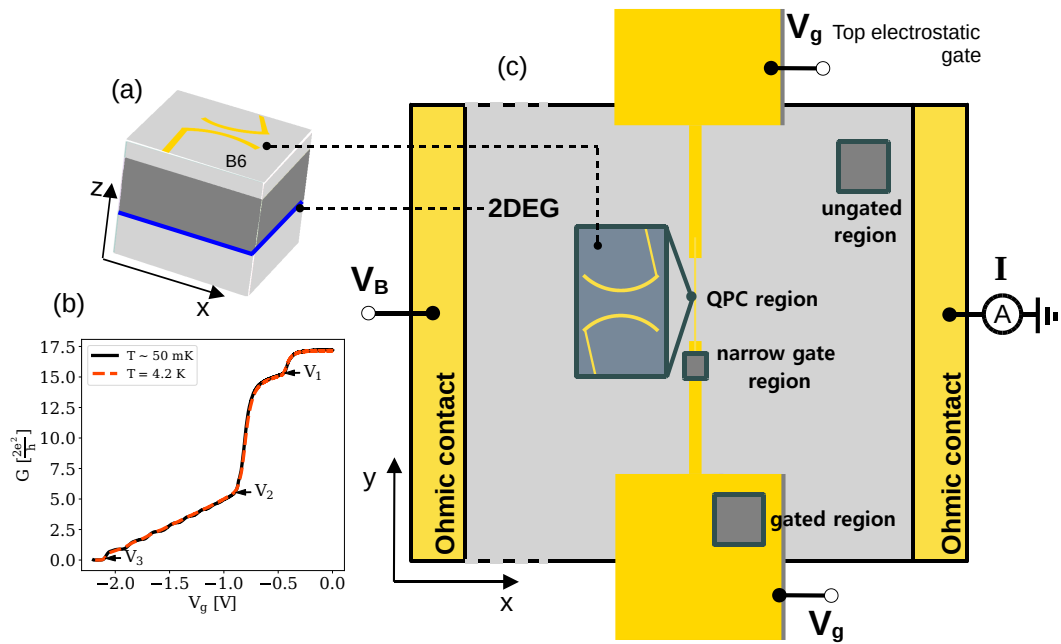 (a)
B6
z
x
2DEG
(b)
T ~ 50 mK
T = 4.2 K
G [2e²/h]
17.5
15.0
12.5
10.0
7.5
5.0
2.5
0.0
V₁
V₂
V₃
−2.0 −1.5 −1.0 −0.5 0.0
Vg [V]
(c)
Vg
Top electrostatic
gate
VB
Ohmic contact
ungated
region
QPC region
narrow gate
region
gated region
Ohmic contact
I
A
y
x
Vg